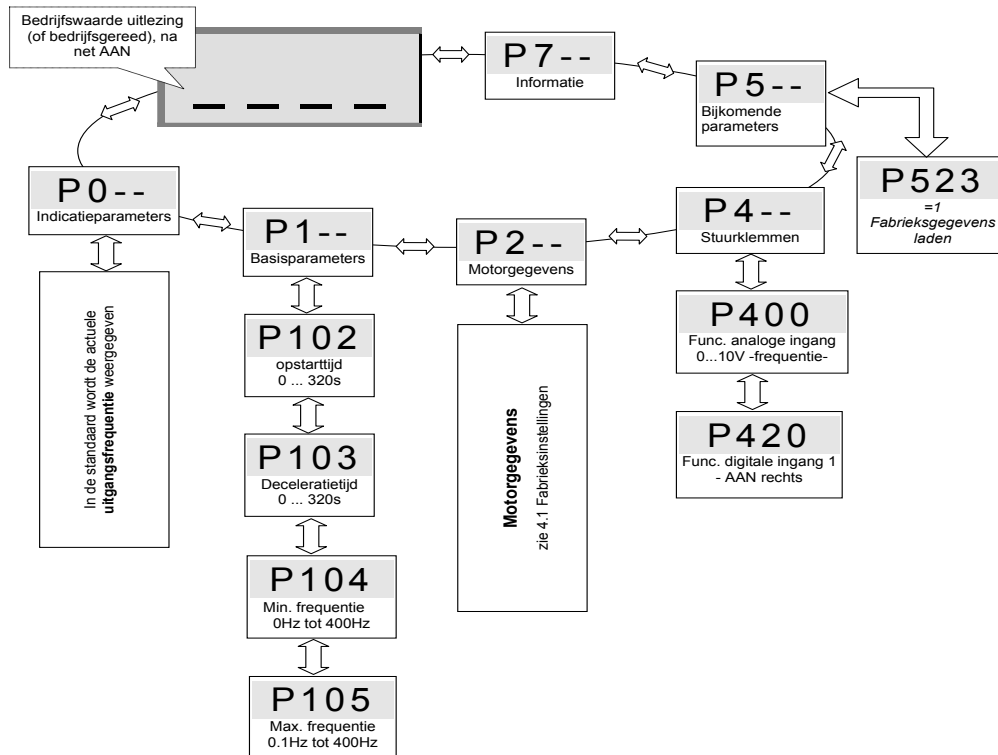 Bedrijfswaarde uitlezing
(of bedrijfsgereed), na
net AAN
_ _ _ _
P7--
Informatie
P5--
Bijkomende
parameters
P523
=1
Fabrieksgegevens
laden
P0--
Indicatieparameters
P1--
Basisparameters
P2--
Motorgegevens
P4--
Stuurklemmen
In de standaard wordt de actuele
uitgangsfrequentie weergegeven
P102
opstarttijd
0 ... 320s
P103
Deceleratietijd
0 ... 320s
P104
Min. frequentie
0Hz tot 400Hz
P105
Max. frequentie
0.1Hz tot 400Hz
Motorgegevens
zie 4.1 Fabrieksinstellingen
P400
Func. analoge ingang
0...10V -frequentie-
P420
Func. digitale ingang 1
- AAN rechts